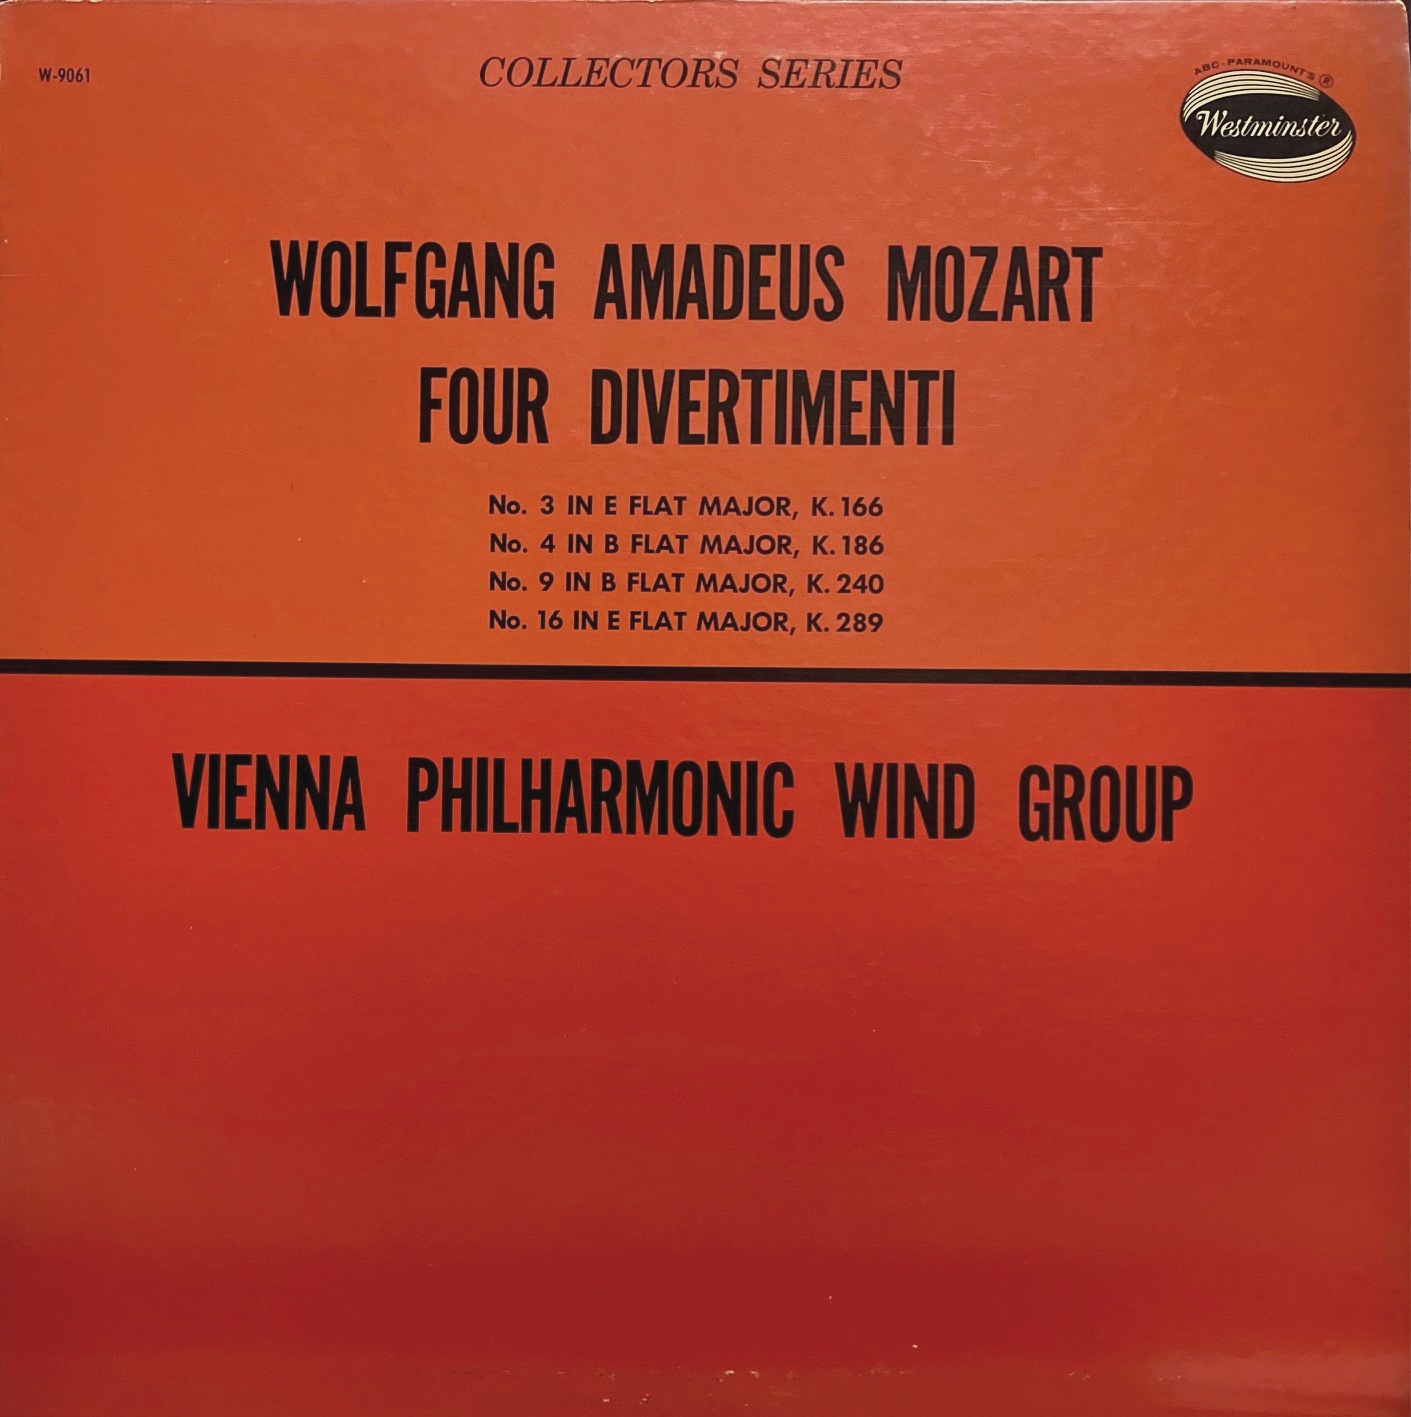 W-9061
COLLECTORS SERIES
ABC-PARAMOUNT'S ®
Westminster
WOLFGANG AMADEUS MOZART
FOUR DIVERTIMENTI
No. 3 IN E FLAT MAJOR, K. 166
No. 4 IN B FLAT MAJOR, K. 186
No. 9 IN B FLAT MAJOR, K. 240
No. 16 IN E FLAT MAJOR, K. 289
VIENNA PHILHARMONIC WIND GROUP